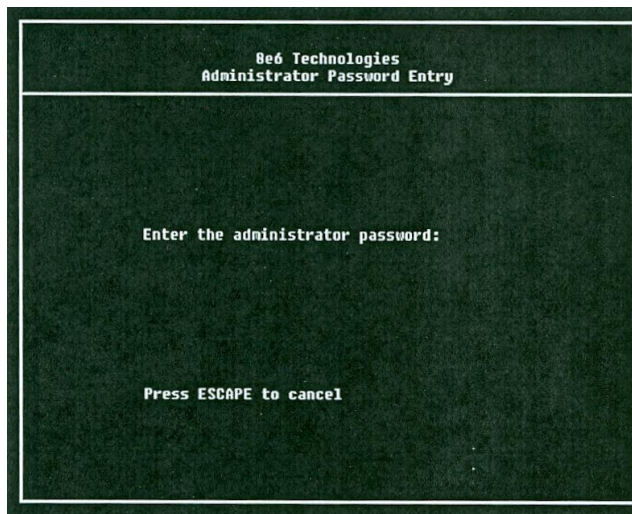 8e6 Technologies
Administrator Password Entry
Enter the administrator password:
Press ESCAPE to cancel